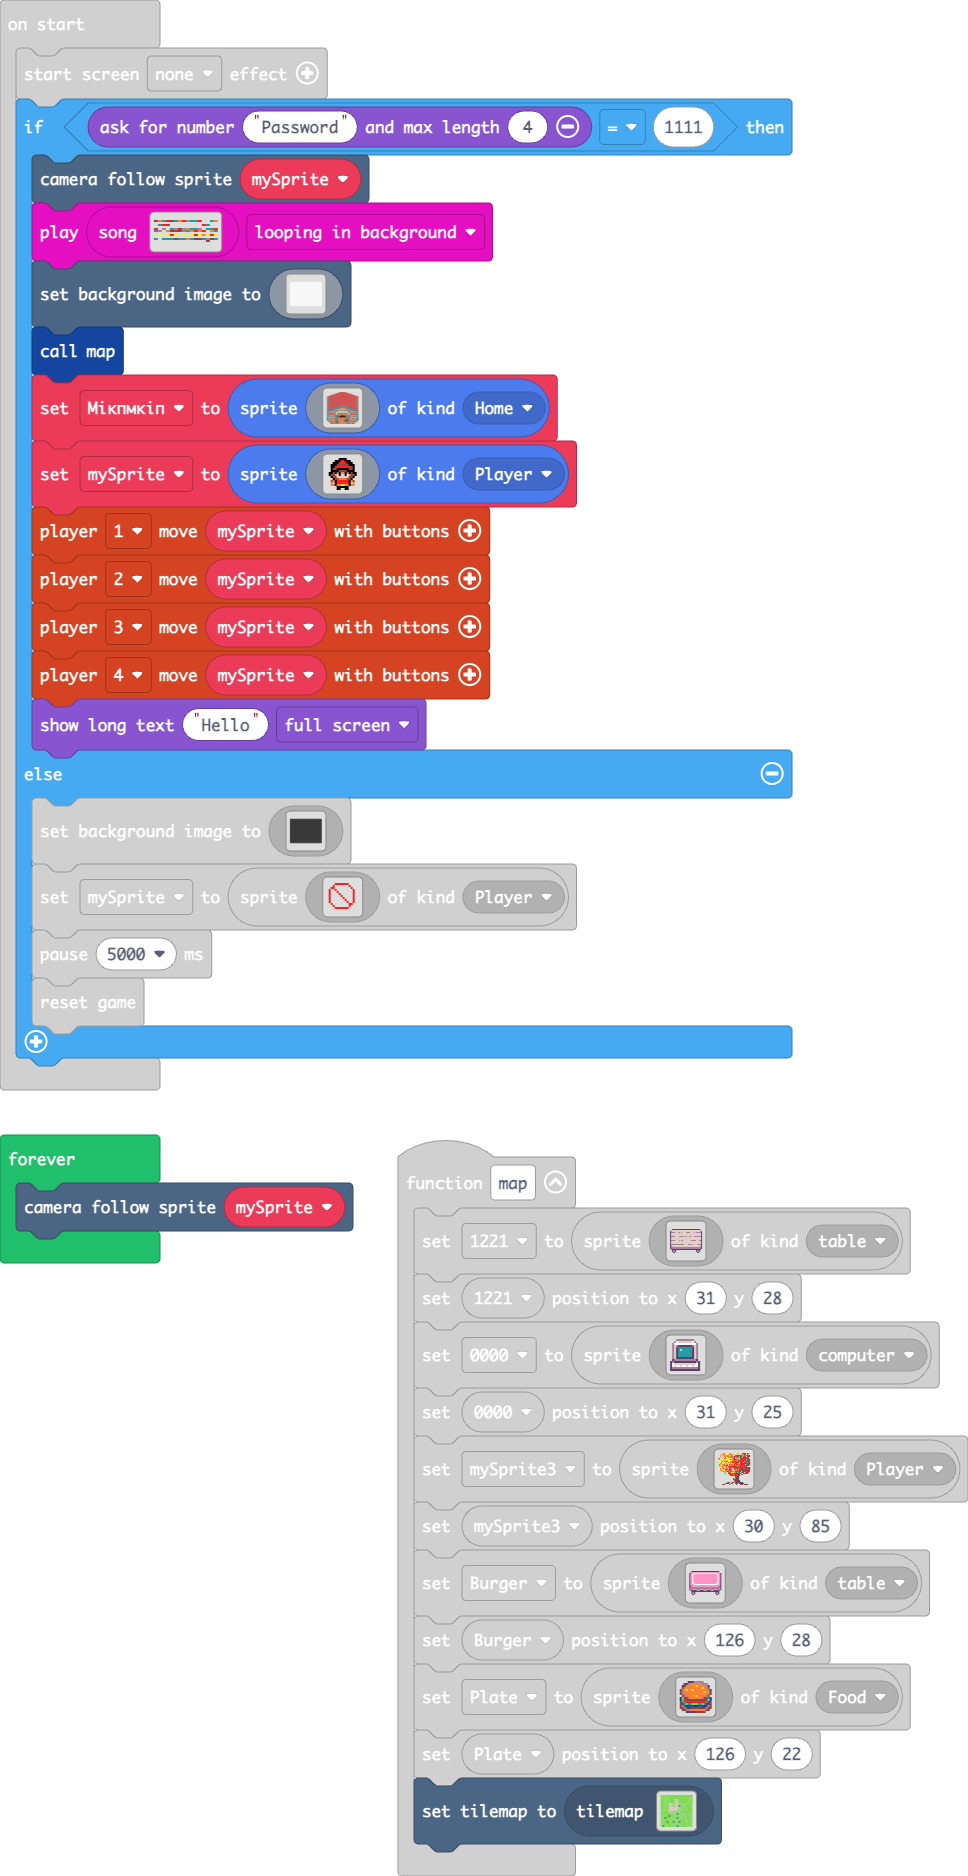 on start
start screen none effect
if ask for number "Password" and max length 4 = 1111 then
camera follow sprite mySprite
play song looping in background
set background image to
call map
set Мікпмкіп to sprite of kind Home
set mySprite to sprite of kind Player
player 1 move mySprite with buttons
player 2 move mySprite with buttons
player 3 move mySprite with buttons
player 4 move mySprite with buttons
show long text "Hello" full screen
else
set background image to
set mySprite to sprite of kind Player
pause 5000 ms
reset game
forever
camera follow sprite mySprite
function map
set 1221 to sprite of kind table
set 1221 position to x 31 y 28
set 0000 to sprite of kind computer
set 0000 position to x 31 y 25
set mySprite3 to sprite of kind Player
set mySprite3 position to x 30 y 85
set Burger to sprite of kind table
set Burger position to x 126 y 28
set Plate to sprite of kind Food
set Plate position to x 126 y 22
set tilemap to tilemap